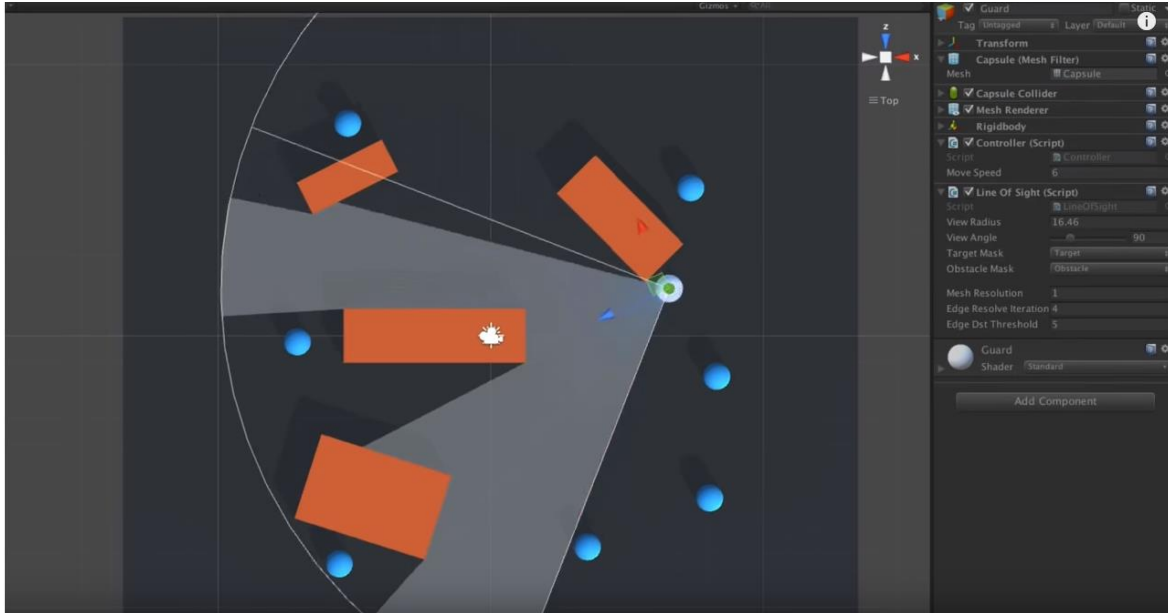 Gizmos
Guard
Static
Tag Untagged
Layer Default
z
x
Top
Transform
Capsule (Mesh Filter)
Mesh Capsule
Capsule Collider
Mesh Renderer
Rigidbody
Controller (Script)
Script Controller
Move Speed 6
Line Of Sight (Script)
Script LineOfSight
View Radius 16.46
View Angle 90
Target Mask Target
Obstacle Mask Obstacle
Mesh Resolution 1
Edge Resolve Iteration 4
Edge Dst Threshold 5
Guard
Shader Standard
Add Component